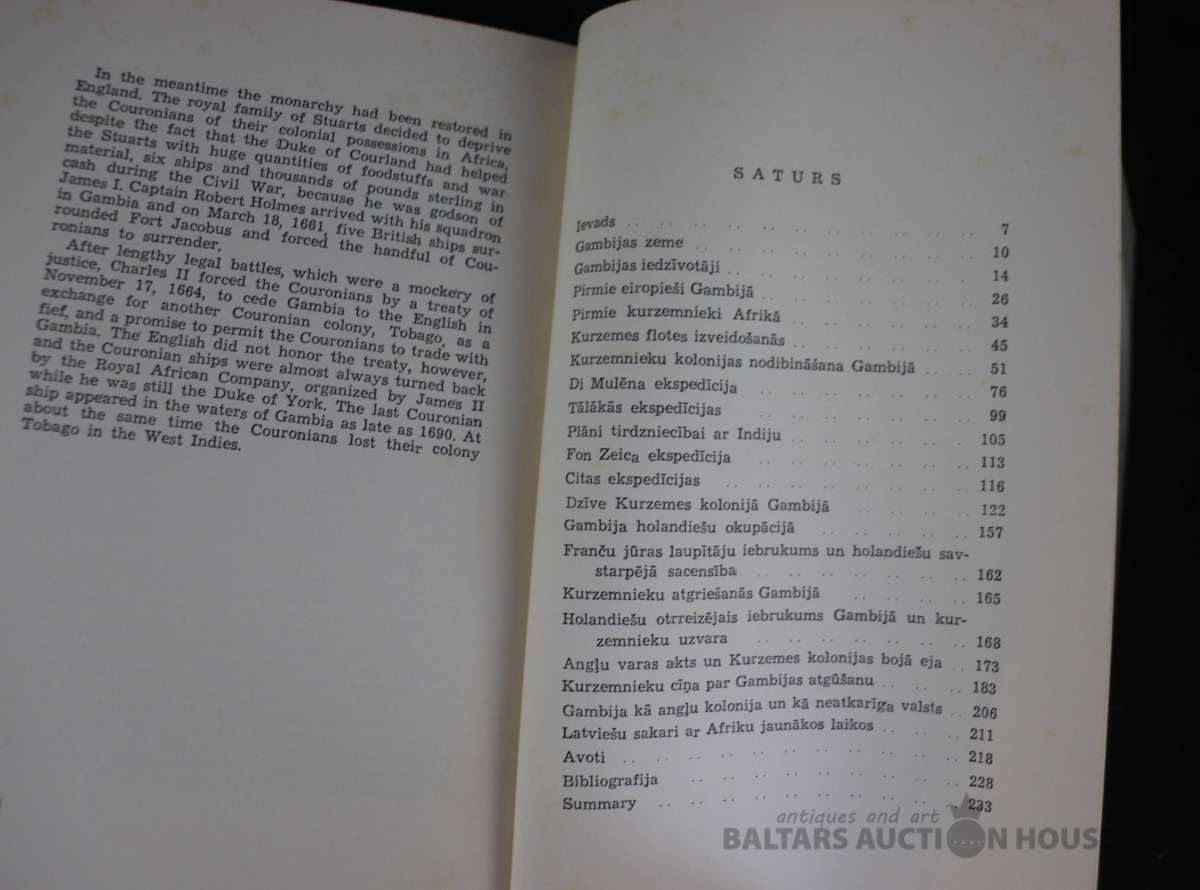 In the meantime the monarchy had been restored in
England. The royal family of Stuarts decided to deprive
the Couronians of their colonial possessions in Africa,
despite the fact that the Duke of Courland had helped
the Stuarts with huge quantities of foodstuffs and war
material, six ships and thousands of pounds sterling in
cash during the Civil War, because he was godson of
James I. Captain Robert Holmes arrived with his squadron
in Gambia and on March 18, 1661, five British ships sur-
rounded Fort Jacobus and forced the handful of Cou-
ronians to surrender.
After lengthy legal battles, which were a mockery of
justice, Charles II forced the Couronians by a treaty of
November 17, 1664, to cede Gambia to the English in
exchange for another Couronian colony, Tobago, as a
fief, and a promise to permit the Couronians to trade with
Gambia. The English did not honor the treaty, however,
and the Couronian ships were almost always turned back
by the Royal African Company, organized by James II
while he was still the Duke of York. The last Couronian
ship appeared in the waters of Gambia as late as 1690. At
about the same time the Couronians lost their colony
Tobago in the West Indies.
SATURS
Ievads .. .. .. .. .. .. .. .. .. .. 7
Gambijas zeme .. .. .. .. .. .. .. .. 10
Gambijas iedzīvotāji .. .. .. .. .. .. .. 14
Pirmie eiropieši Gambijā .. .. .. .. .. .. 26
Pirmie kurzemnieki Afrikā .. .. .. .. .. 34
Kurzemes flotes izveidošanās .. .. .. .. .. 45
Kurzemnieku kolonijas nodibināšana Gambijā .. .. 51
Di Mulēna ekspedīcija .. .. .. .. .. .. 76
Tālākās ekspedīcijas .. .. .. .. .. .. 99
Plāni tirdzniecībai ar Indiju .. .. .. .. .. 105
Fon Zeica ekspedīcija .. .. .. .. .. .. 113
Citas ekspedīcijas .. .. .. .. .. .. .. 116
Dzīve Kurzemes kolonijā Gambijā .. .. .. .. 122
Gambija holandiešu okupācijā .. .. .. .. .. 157
Franču jūras laupītāju iebrukums un holandiešu sav-
starpējā sacensība .. .. .. .. .. .. 162
Kurzemnieku atgriešanās Gambijā .. .. .. .. 165
Holandiešu otrreizējais iebrukums Gambijā un kur-
zemnieku uzvara .. .. .. .. .. .. 168
Angļu varas akts un Kurzemes kolonijas bojā eja .. 173
Kurzemnieku cīņa par Gambijas atgūšanu .. .. .. 183
Gambija kā angļu kolonija un kā neatkarīga valsts .. 206
Latviešu sakari ar Afriku jaunākos laikos .. .. .. 211
Avoti .. .. .. .. .. .. .. .. .. .. 218
Bibliografija .. .. .. .. .. .. .. .. 228
Summary .. .. .. .. .. .. .. .. .. 233
antiques and art
BALTARS AUCTION HOUSE